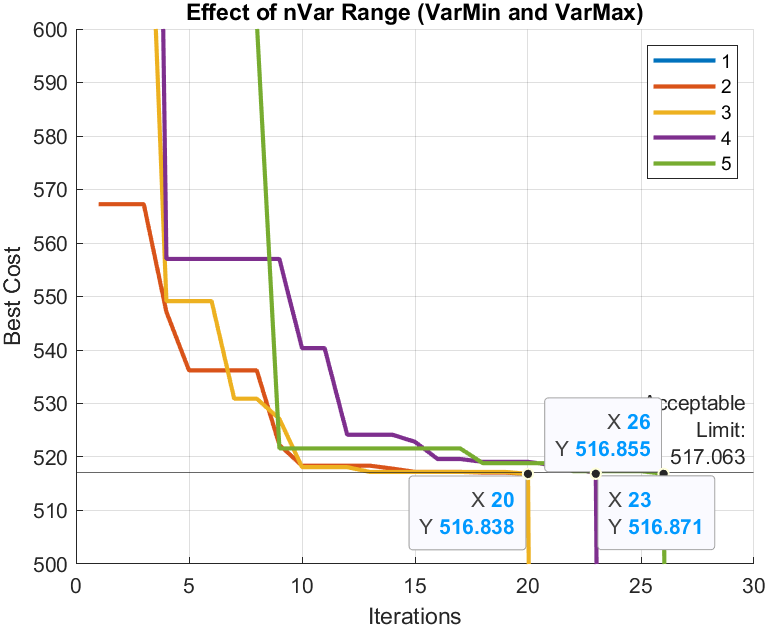 Effect of nVar Range (VarMin and VarMax)
600
590
580
570
560
550
540
530
520
510
500
Best Cost
1
2
3
4
5
Acceptable
Limit:
517.063
X 26
Y 516.855
X 20
Y 516.838
X 23
Y 516.871
0
5
10
15
20
25
30
Iterations